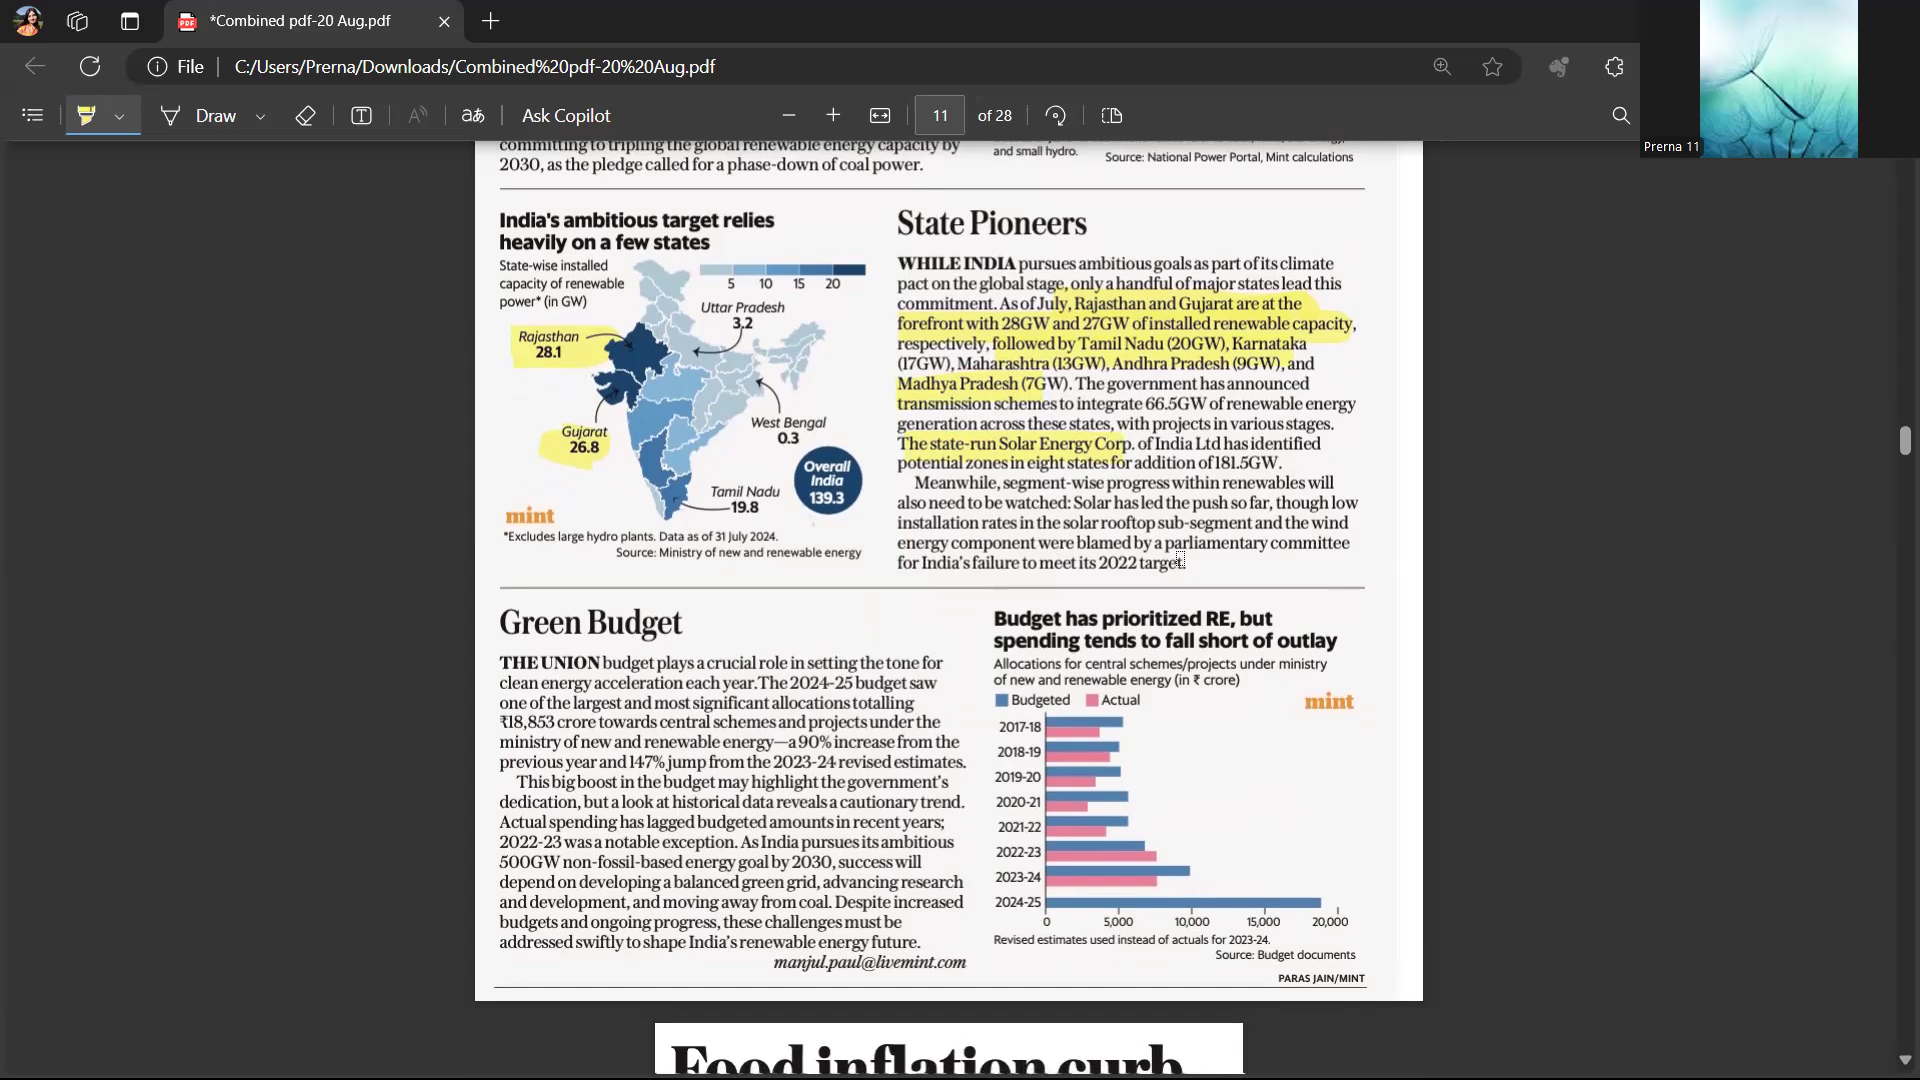 *Combined pdf-20 Aug.pdf
File
C:/Users/Prerna/Downloads/Combined%20pdf-20%20Aug.pdf
Draw
Ask Copilot
11
of 28
Prerna 11
committing to tripling the global renewable energy capacity by
2030, as the pledge called for a phase-down of coal power.
and small hydro.
Source: National Power Portal, Mint calculations
India's ambitious target relies
heavily on a few states
State-wise installed
capacity of renewable
power* (in GW)
5 10 15 20
Uttar Pradesh
3.2
Rajasthan
28.1
Gujarat
26.8
West Bengal
0.3
Overall
India
139.3
Tamil Nadu
19.8
mint
*Excludes large hydro plants. Data as of 31 July 2024.
Source: Ministry of new and renewable energy
State Pioneers
WHILE INDIA pursues ambitious goals as part of its climate
pact on the global stage, only a handful of major states lead this
commitment. As of July, Rajasthan and Gujarat are at the
forefront with 28GW and 27GW of installed renewable capacity,
respectively, followed by Tamil Nadu (20GW), Karnataka
(17GW), Maharashtra (13GW), Andhra Pradesh (9GW), and
Madhya Pradesh (7GW). The government has announced
transmission schemes to integrate 66.5GW of renewable energy
generation across these states, with projects in various stages.
The state-run Solar Energy Corp. of India Ltd has identified
potential zones in eight states for addition of 181.5GW.
Meanwhile, segment-wise progress within renewables will
also need to be watched: Solar has led the push so far, though low
installation rates in the solar rooftop sub-segment and the wind
energy component were blamed by a parliamentary committee
for India's failure to meet its 2022 target.
Green Budget
THE UNION budget plays a crucial role in setting the tone for
clean energy acceleration each year.The 2024-25 budget saw
one of the largest and most significant allocations totalling
₹18,853 crore towards central schemes and projects under the
ministry of new and renewable energy—a 90% increase from the
previous year and 147% jump from the 2023-24 revised estimates.
This big boost in the budget may highlight the government's
dedication, but a look at historical data reveals a cautionary trend.
Actual spending has lagged budgeted amounts in recent years;
2022-23 was a notable exception. As India pursues its ambitious
500GW non-fossil-based energy goal by 2030, success will
depend on developing a balanced green grid, advancing research
and development, and moving away from coal. Despite increased
budgets and ongoing progress, these challenges must be
addressed swiftly to shape India's renewable energy future.
manjul.paul@livemint.com
Budget has prioritized RE, but
spending tends to fall short of outlay
Allocations for central schemes/projects under ministry
of new and renewable energy (in ₹ crore)
Budgeted Actual
mint
2017-18
2018-19
2019-20
2020-21
2021-22
2022-23
2023-24
2024-25
0 5,000 10,000 15,000 20,000
Revised estimates used instead of actuals for 2023-24.
Source: Budget documents
PARAS JAIN/MINT
Food inflation curb